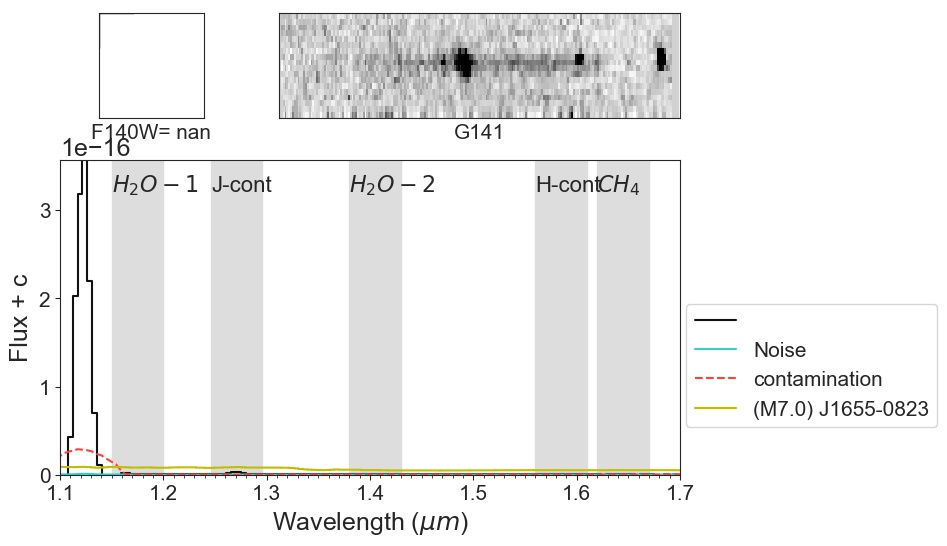 F140W= nan
G141
1e−16
H₂O − 1
J-cont
H₂O − 2
H-cont
CH₄
3
2
1
0
Flux + c
1.1
1.2
1.3
1.4
1.5
1.6
1.7
Wavelength (μm)
Noise
contamination
(M7.0) J1655-0823